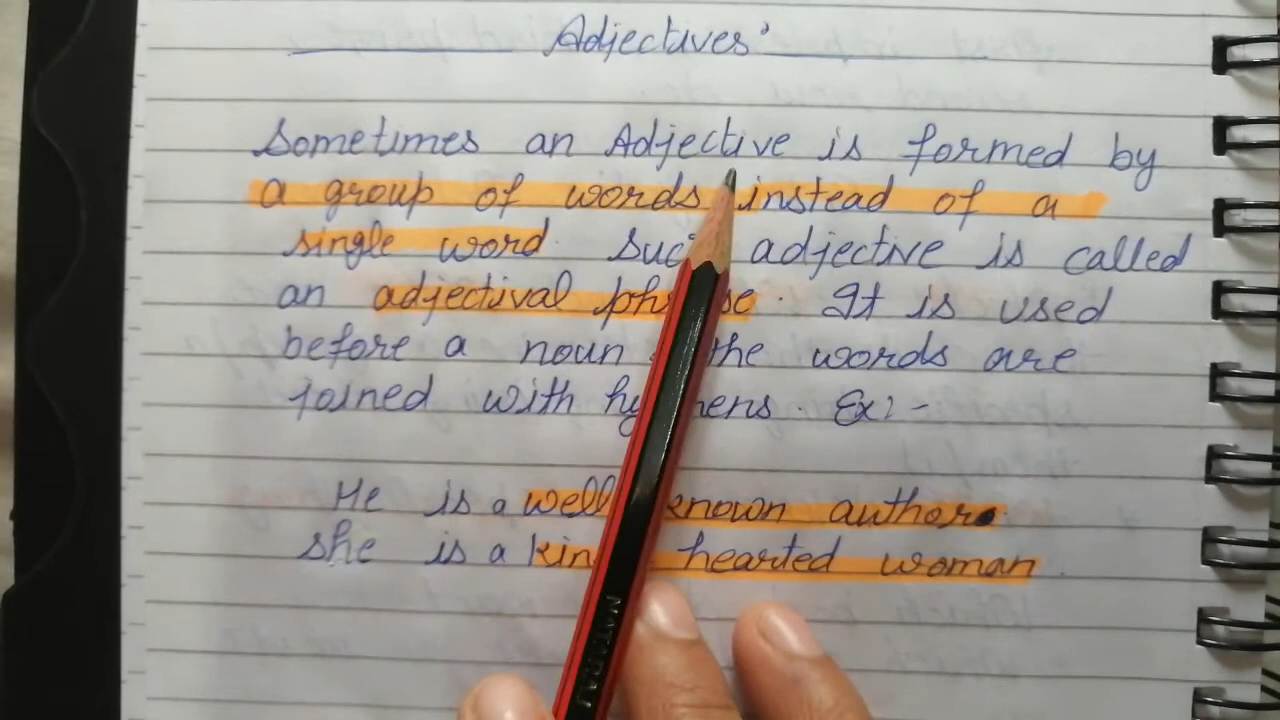 Adjectives
Sometimes an Adjective is formed by
a group of words instead of a
single word. Such adjective is called
an adjectival phrase. It is used
before a noun the words are
joined with hyphens. Ex:-
He is a well known author.
She is a kind hearted woman.
NATARAJ